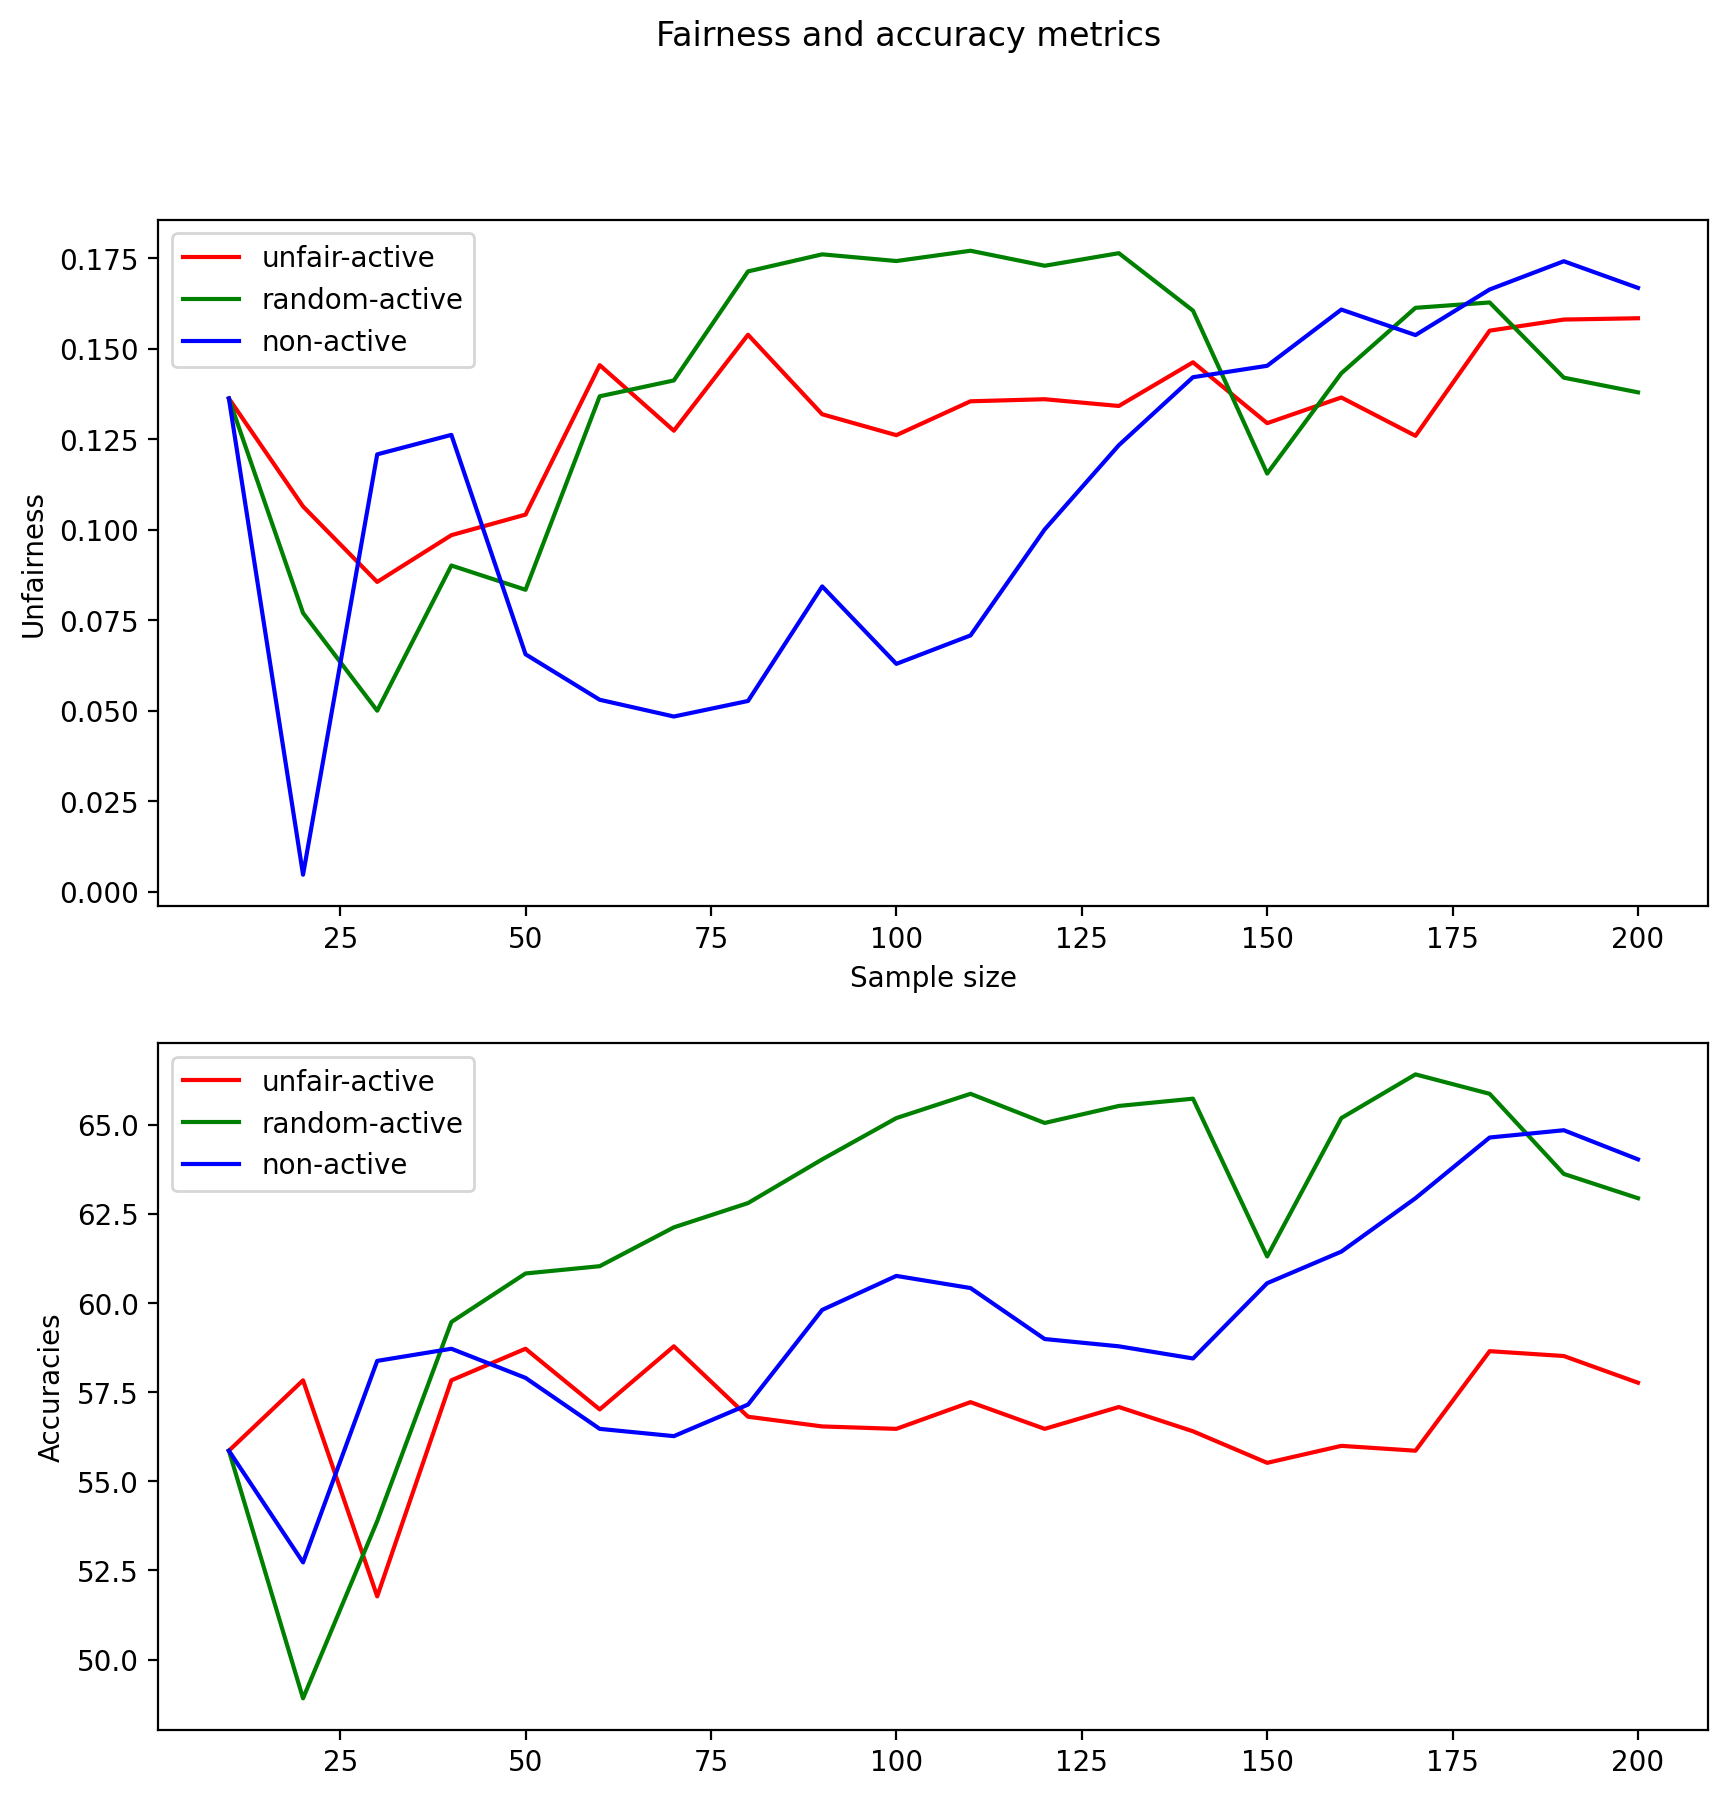 Fairness and accuracy metrics
unfair-active
random-active
non-active
0.175
0.150
0.125
0.100
0.075
0.050
0.025
0.000
Unfairness
25 50 75 100 125 150 175 200
Sample size
unfair-active
random-active
non-active
65.0
62.5
60.0
57.5
55.0
52.5
50.0
Accuracies
25 50 75 100 125 150 175 200